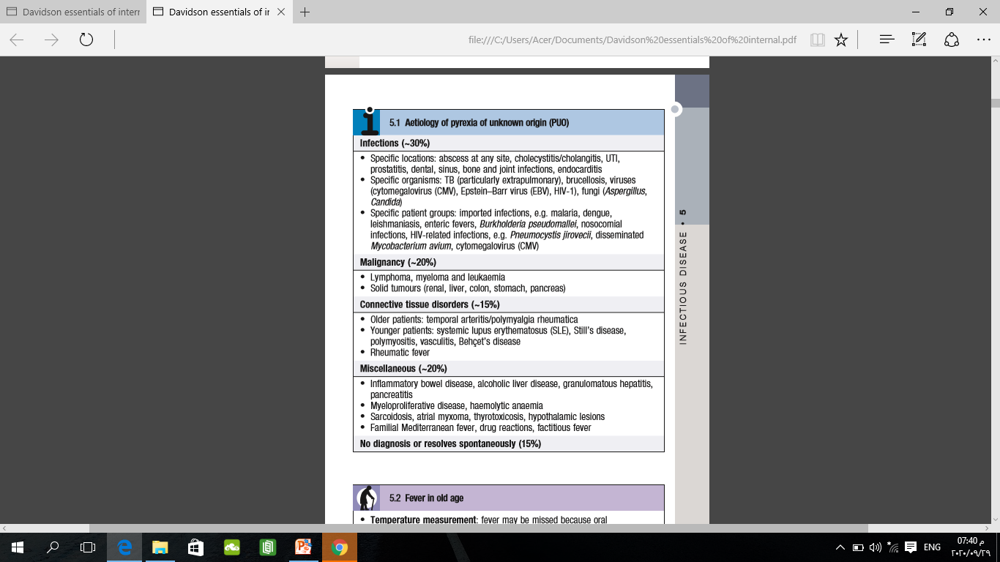 Davidson essentials of interr
Davidson essentials of ir
file:///C:/Users/Acer/Documents/Davidson%20essentials%20of%20internal.pdf
5.1 Aetiology of pyrexia of unknown origin (PUO)
Infections (~30%)
• Specific locations: abscess at any site, cholecystitis/cholangitis, UTI,
prostatitis, dental, sinus, bone and joint infections, endocarditis
• Specific organisms: TB (particularly extrapulmonary), brucellosis, viruses
(cytomegalovirus (CMV), Epstein–Barr virus (EBV), HIV-1), fungi (Aspergillus,
Candida)
• Specific patient groups: imported infections, e.g. malaria, dengue,
leishmaniasis, enteric fevers, Burkholderia pseudomallei, nosocomial
infections, HIV-related infections, e.g. Pneumocystis jirovecii, disseminated
Mycobacterium avium, cytomegalovirus (CMV)
Malignancy (~20%)
• Lymphoma, myeloma and leukaemia
• Solid tumours (renal, liver, colon, stomach, pancreas)
Connective tissue disorders (~15%)
• Older patients: temporal arteritis/polymyalgia rheumatica
• Younger patients: systemic lupus erythematosus (SLE), Still's disease,
polymyositis, vasculitis, Behçet's disease
• Rheumatic fever
Miscellaneous (~20%)
• Inflammatory bowel disease, alcoholic liver disease, granulomatous hepatitis,
pancreatitis
• Myeloproliferative disease, haemolytic anaemia
• Sarcoidosis, atrial myxoma, thyrotoxicosis, hypothalamic lesions
• Familial Mediterranean fever, drug reactions, factitious fever
No diagnosis or resolves spontaneously (15%)
INFECTIOUS DISEASE • 5
5.2 Fever in old age
• Temperature measurement: fever may be missed because oral
ENG
07:40 م
٢٠٢٠/٠٩/٢٩